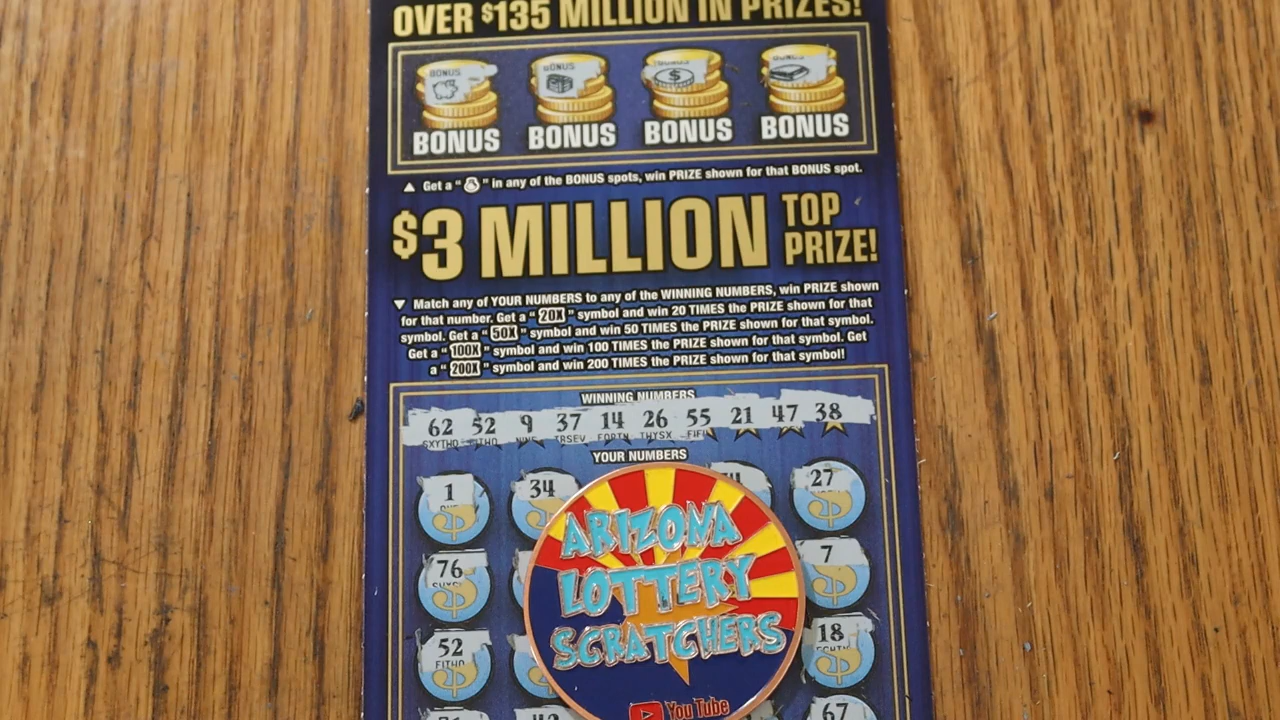 OVER $135 MILLION IN PRIZES!
BONUS BONUS BONUS BONUS
BONUS BONUS BONUS BONUS
Get a " " in any of the BONUS spots, win PRIZE shown for that BONUS spot.
$3 MILLION TOP PRIZE!
Match any of YOUR NUMBERS to any of the WINNING NUMBERS, win PRIZE shown
for that number. Get a "20X" symbol and win 20 TIMES the PRIZE shown for that
symbol. Get a "50X" symbol and win 50 TIMES the PRIZE shown for that symbol.
Get a "100X" symbol and win 100 TIMES the PRIZE shown for that symbol. Get
a "200X" symbol and win 200 TIMES the PRIZE shown for that symbol!
WINNING NUMBERS
62 52 9 37 14 26 55 21 47 38
SXYTHO THYSX
YOUR NUMBERS
1 34 27
76 7
52 18
FITHO
67
ARIZONA
LOTTERY
SCRATCHERS
YouTube